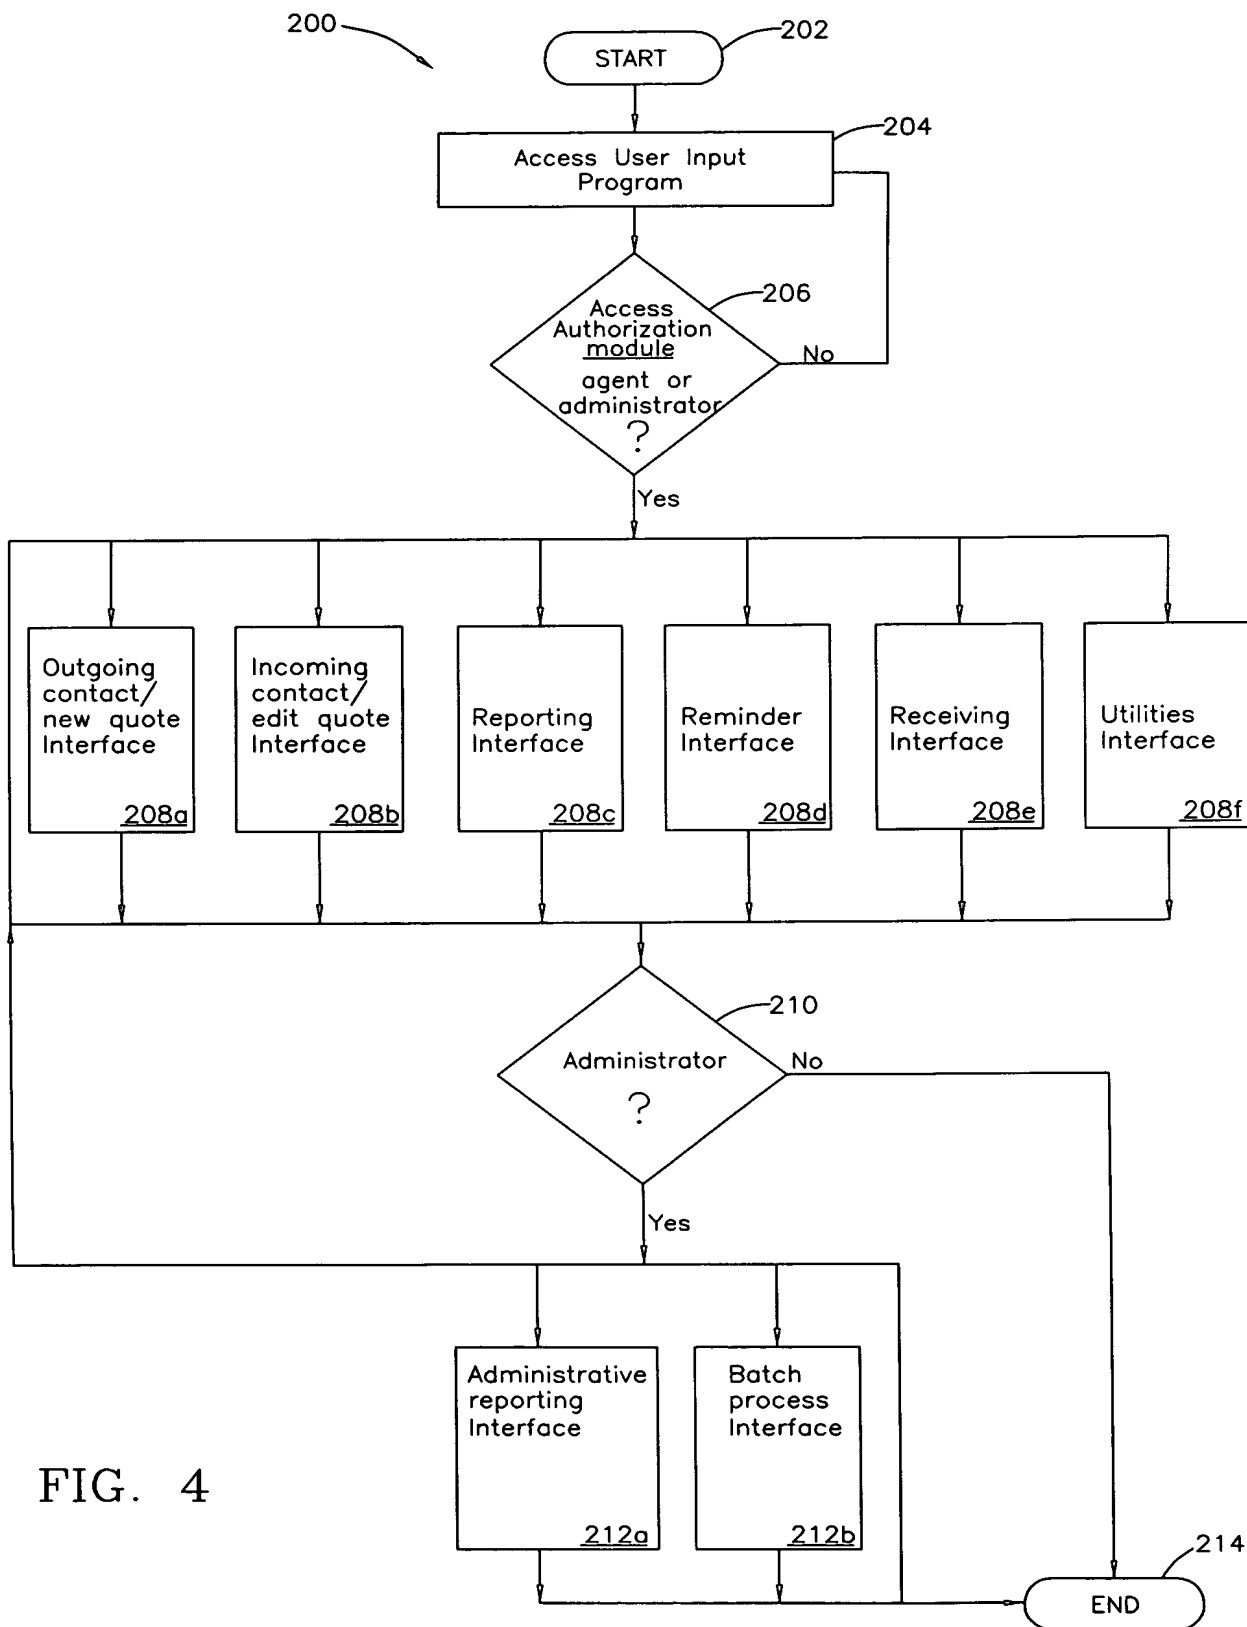 200
202
START
204
Access User Input
Program
206
Access
Authorization
module
agent or
administrator
?
No
Yes
Outgoing
contact/
new quote
Interface
208a
Incoming
contact/
edit quote
Interface
208b
Reporting
Interface
208c
Reminder
Interface
208d
Receiving
Interface
208e
Utilities
Interface
208f
210
Administrator
?
No
Yes
Administrative
reporting
Interface
212a
Batch
process
Interface
212b
FIG. 4
214
END